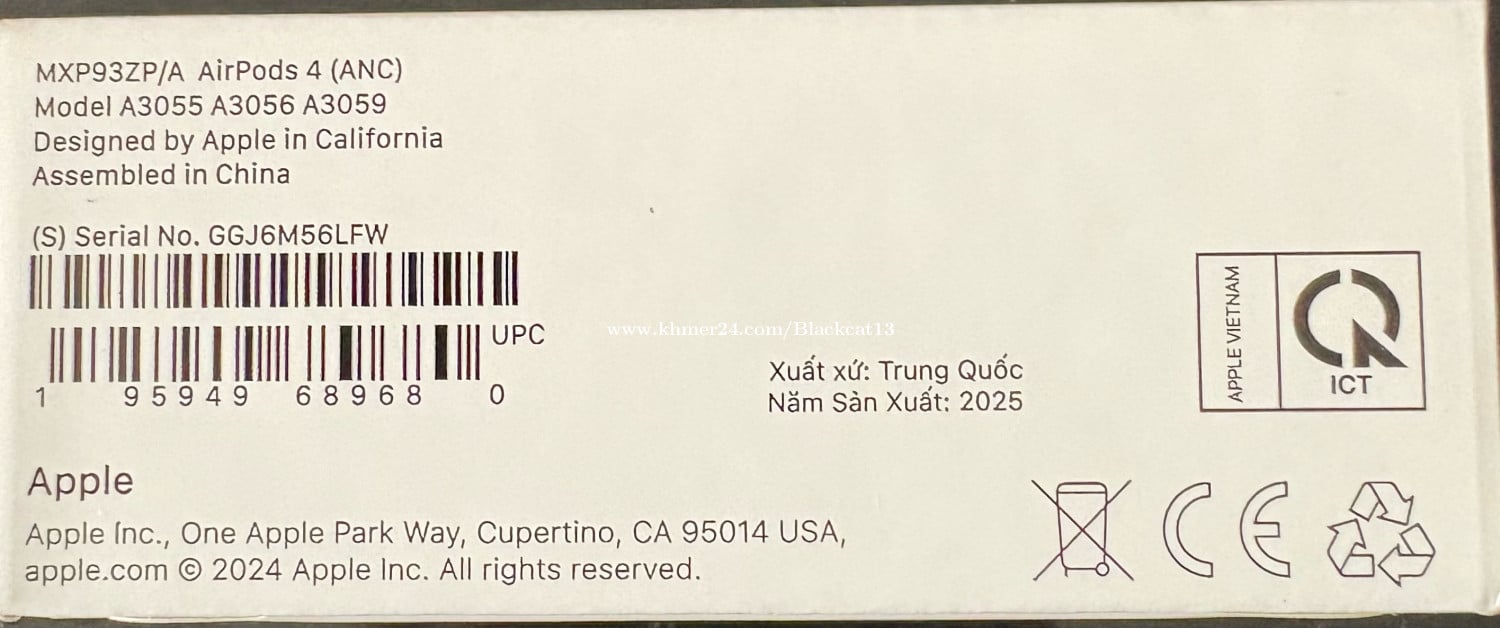 MXP93ZP/A AirPods 4 (ANC)
Model A3055 A3056 A3059
Designed by Apple in California
Assembled in China
(S) Serial No. GGJ6M56LFW
UPC
1 95949 68968 0
www.khmer24.com/Blackcat13
Xuất xứ: Trung Quốc
Năm Sản Xuất: 2025
APPLE VIETNAM
ICT
Apple
Apple Inc., One Apple Park Way, Cupertino, CA 95014 USA,
apple.com © 2024 Apple Inc. All rights reserved.
CE